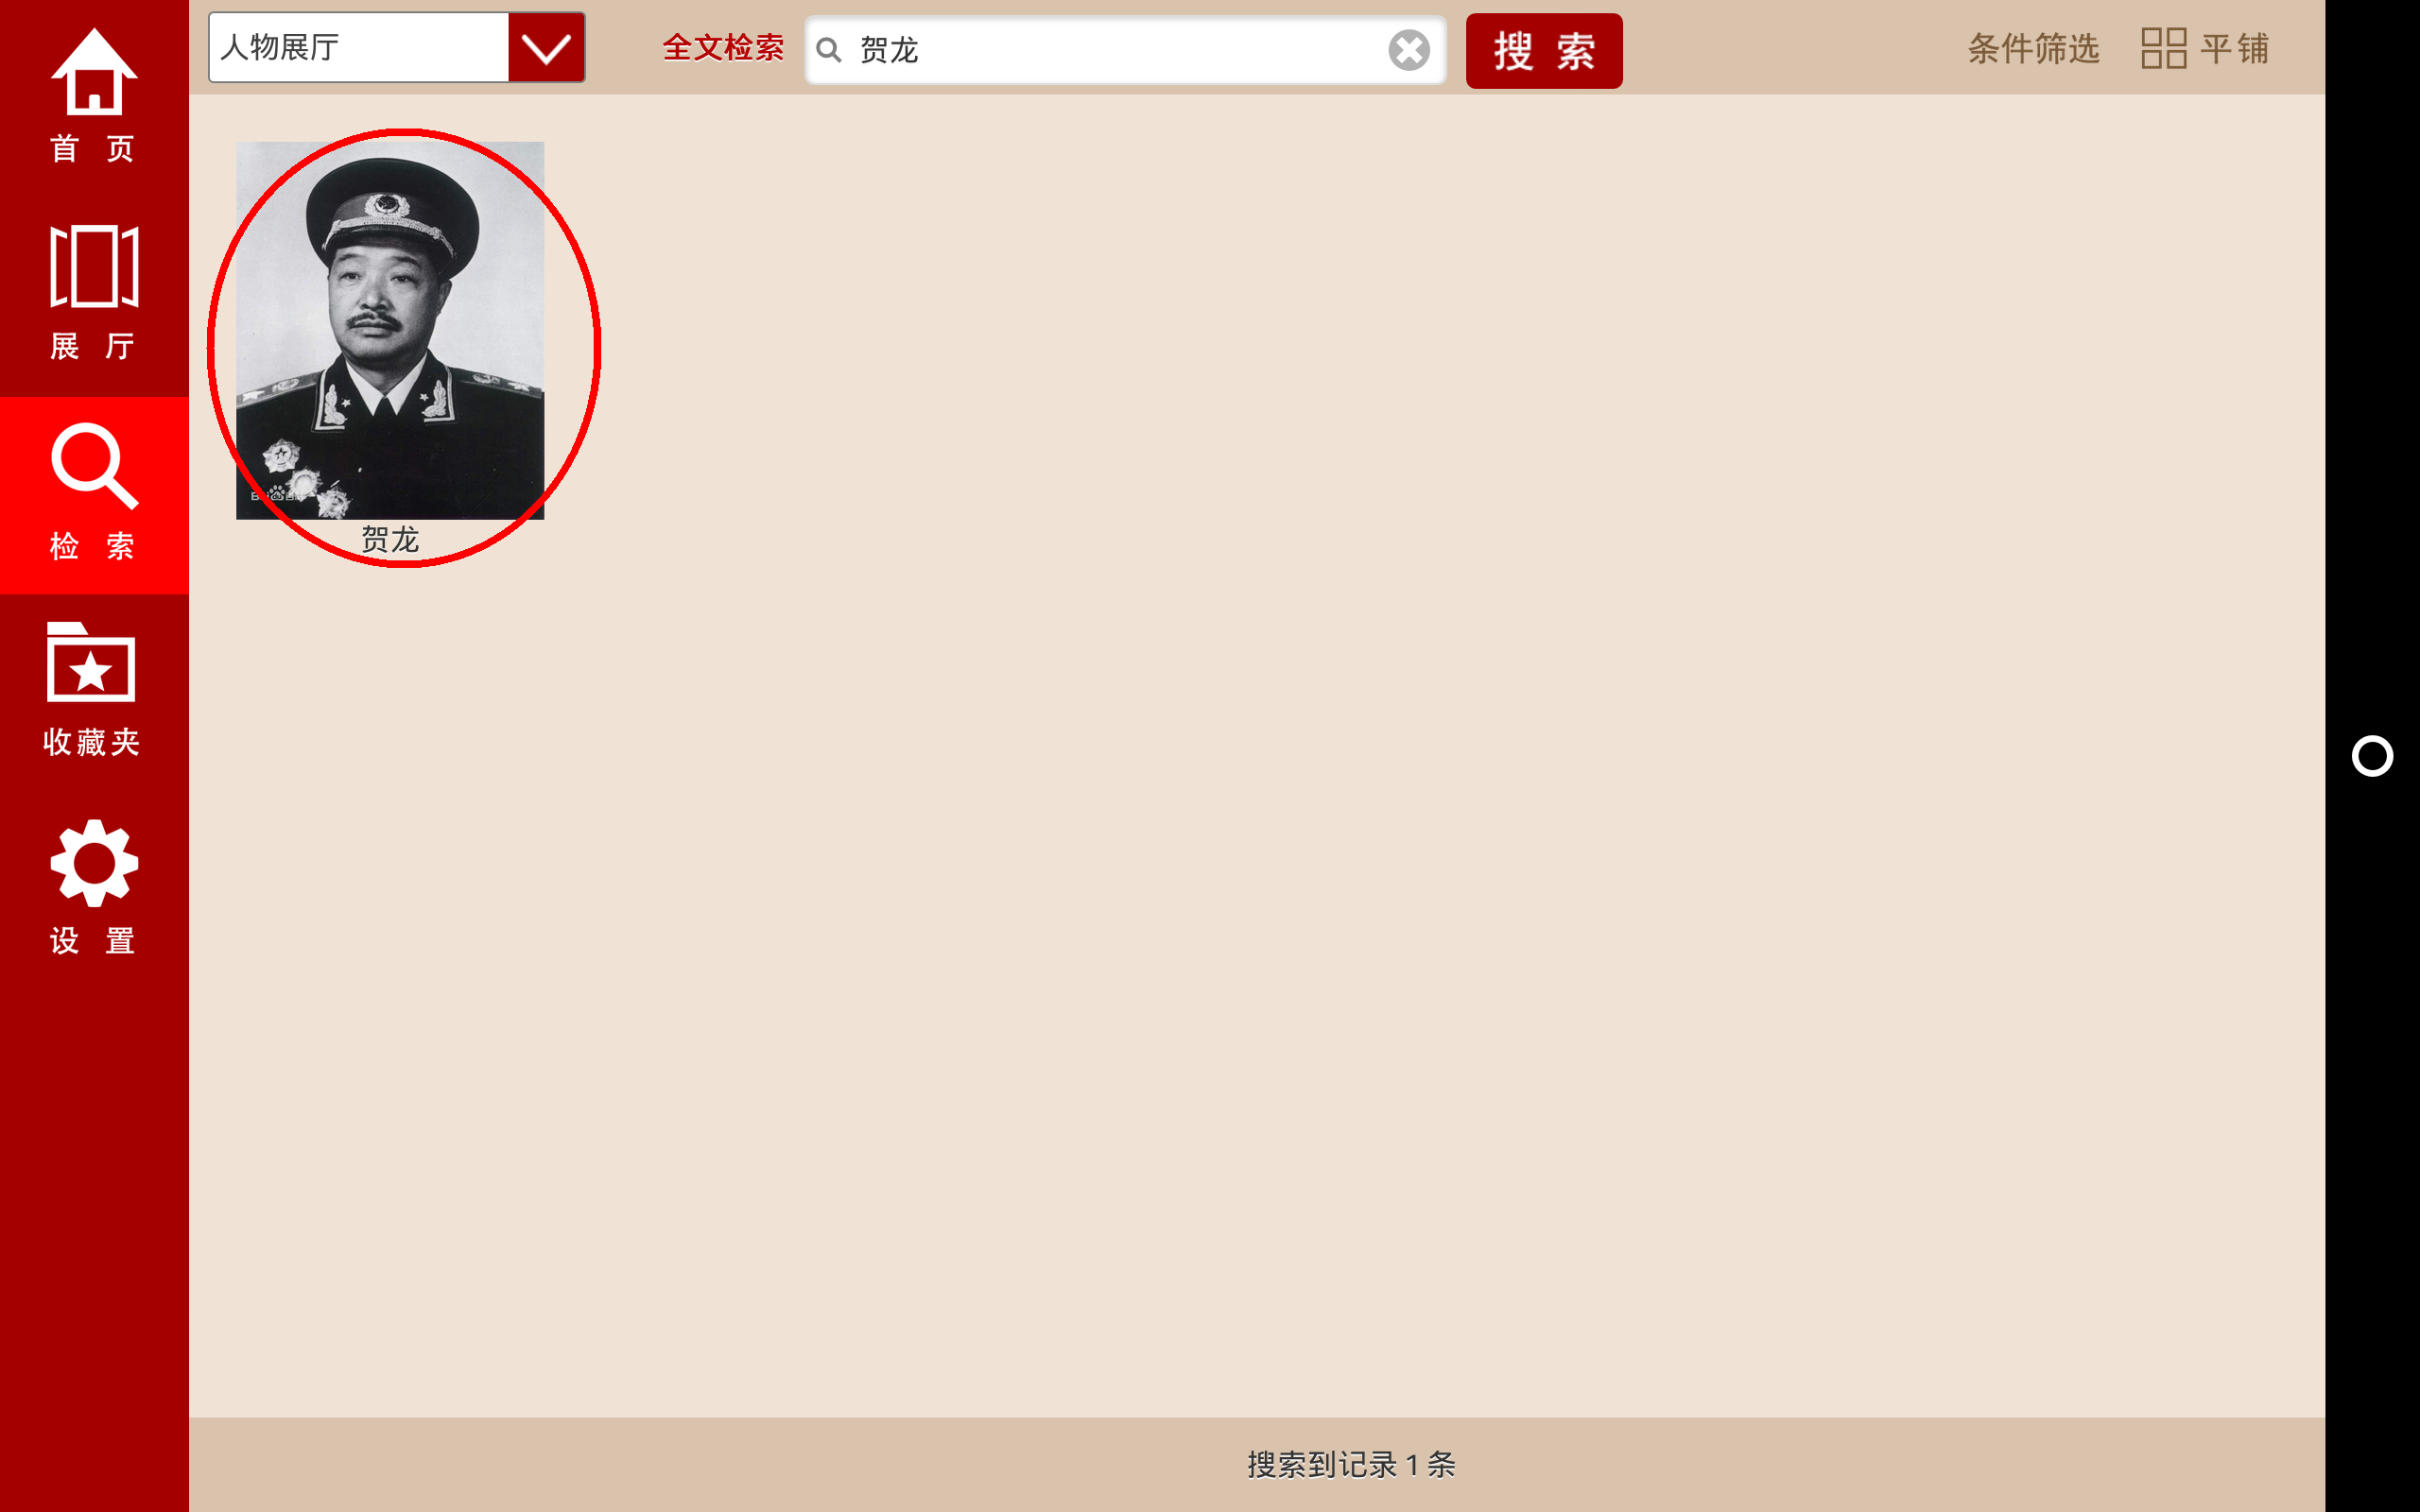 首 页
展 厅
检 索
收藏夹
设 置
人物展厅
全文检索
贺龙
搜 索
条件筛选
平铺
贺龙
搜索到记录 1 条